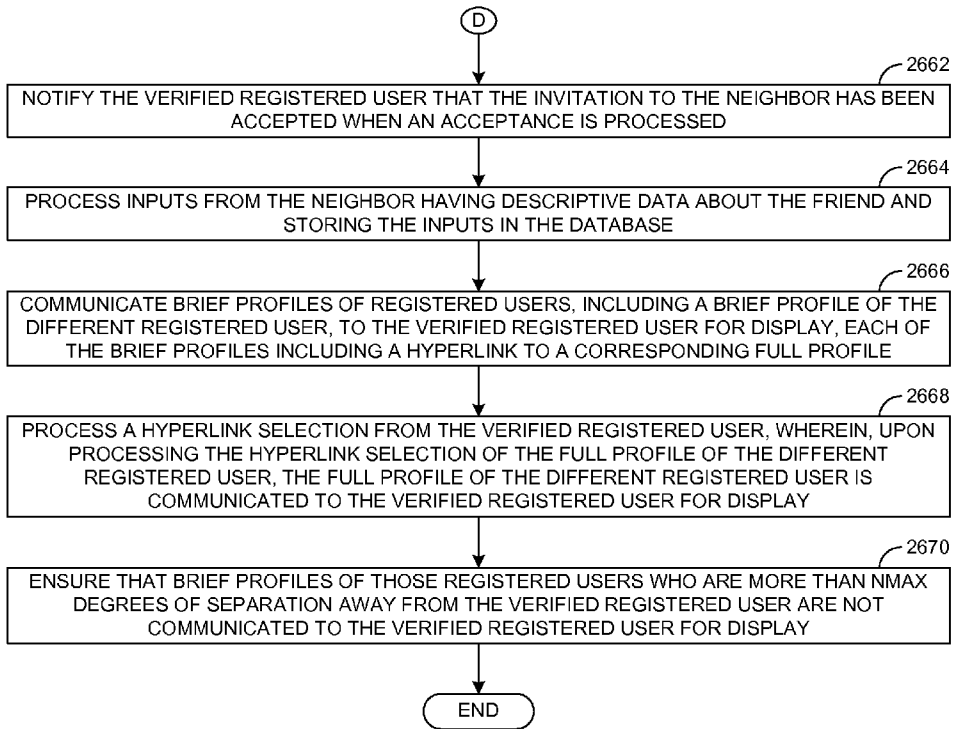 D
2662
NOTIFY THE VERIFIED REGISTERED USER THAT THE INVITATION TO THE NEIGHBOR HAS BEEN
ACCEPTED WHEN AN ACCEPTANCE IS PROCESSED
2664
PROCESS INPUTS FROM THE NEIGHBOR HAVING DESCRIPTIVE DATA ABOUT THE FRIEND AND
STORING THE INPUTS IN THE DATABASE
2666
COMMUNICATE BRIEF PROFILES OF REGISTERED USERS, INCLUDING A BRIEF PROFILE OF THE
DIFFERENT REGISTERED USER, TO THE VERIFIED REGISTERED USER FOR DISPLAY, EACH OF
THE BRIEF PROFILES INCLUDING A HYPERLINK TO A CORRESPONDING FULL PROFILE
2668
PROCESS A HYPERLINK SELECTION FROM THE VERIFIED REGISTERED USER, WHEREIN, UPON
PROCESSING THE HYPERLINK SELECTION OF THE FULL PROFILE OF THE DIFFERENT
REGISTERED USER, THE FULL PROFILE OF THE DIFFERENT REGISTERED USER IS
COMMUNICATED TO THE VERIFIED REGISTERED USER FOR DISPLAY
2670
ENSURE THAT BRIEF PROFILES OF THOSE REGISTERED USERS WHO ARE MORE THAN NMAX
DEGREES OF SEPARATION AWAY FROM THE VERIFIED REGISTERED USER ARE NOT
COMMUNICATED TO THE VERIFIED REGISTERED USER FOR DISPLAY
END